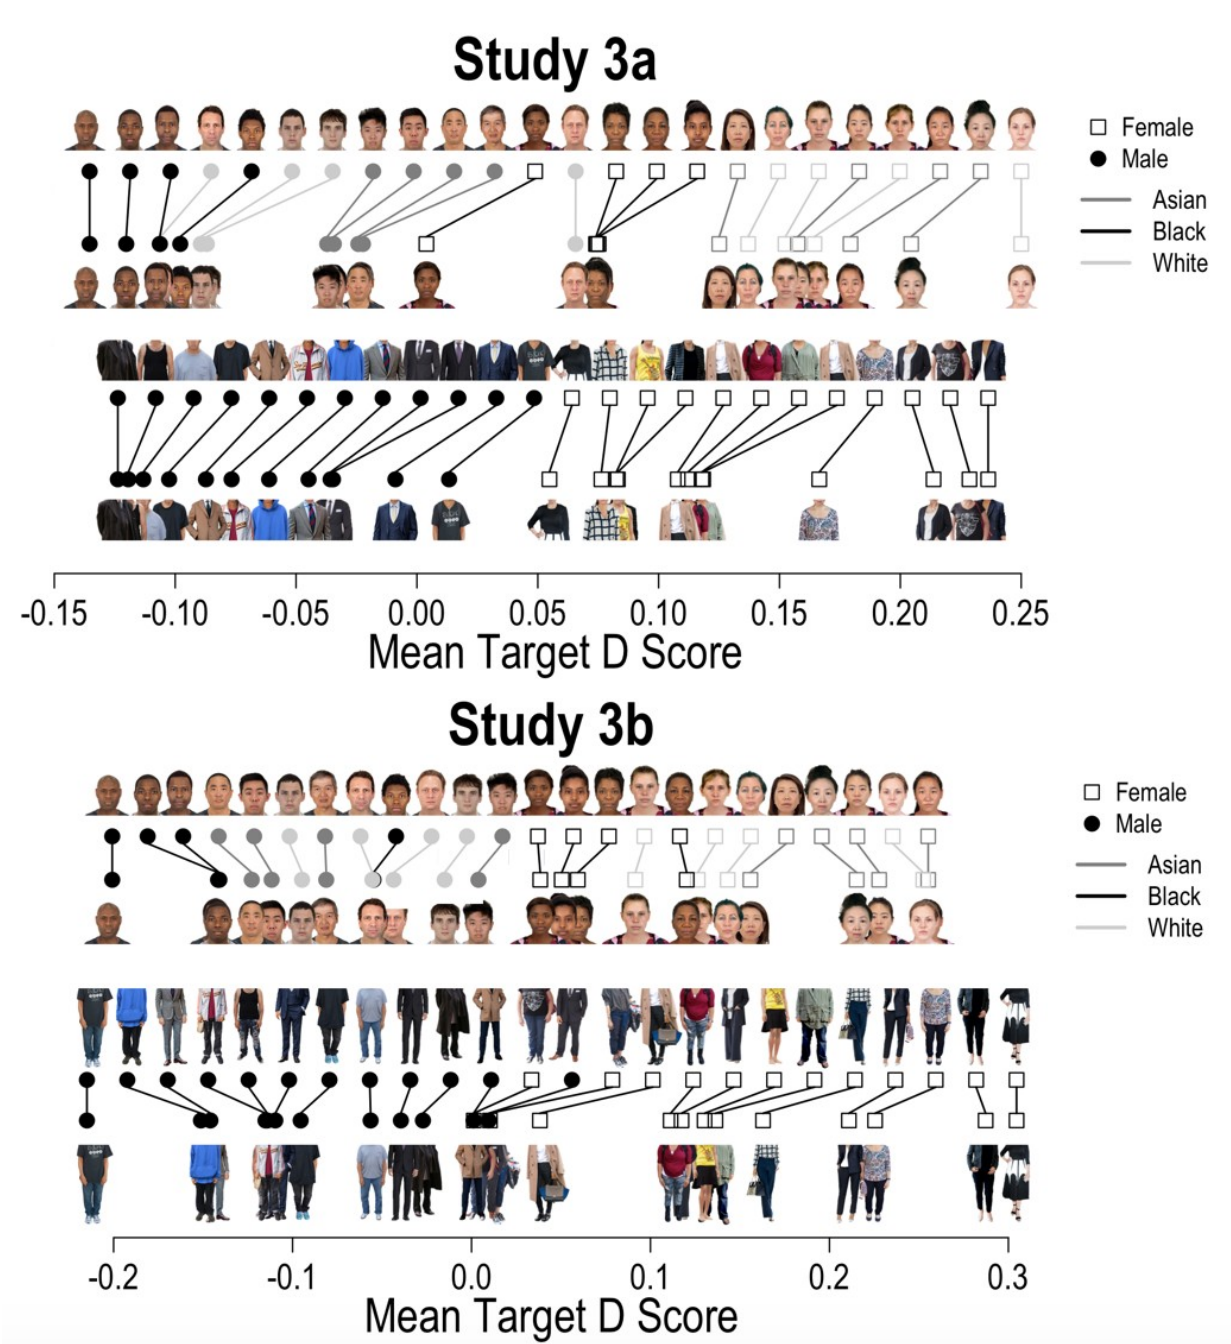 Study 3a
Female
Male
Asian
Black
White
-0.15 -0.10 -0.05 0.00 0.05 0.10 0.15 0.20 0.25
Mean Target D Score
Study 3b
Female
Male
Asian
Black
White
-0.2 -0.1 0.0 0.1 0.2 0.3
Mean Target D Score